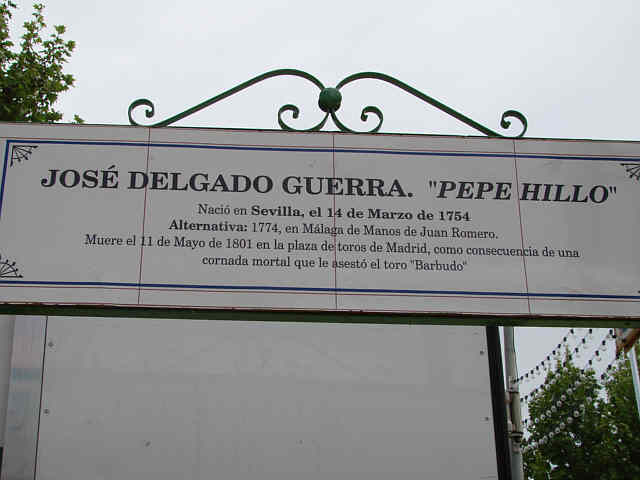 JOSÉ DELGADO GUERRA. "PEPE HILLO"
Nació en Sevilla, el 14 de Marzo de 1754
Alternativa: 1774, en Málaga de Manos de Juan Romero.
Muere el 11 de Mayo de 1801 en la plaza de toros de Madrid, como consecuencia de una
cornada mortal que le asestó el toro "Barbudo"